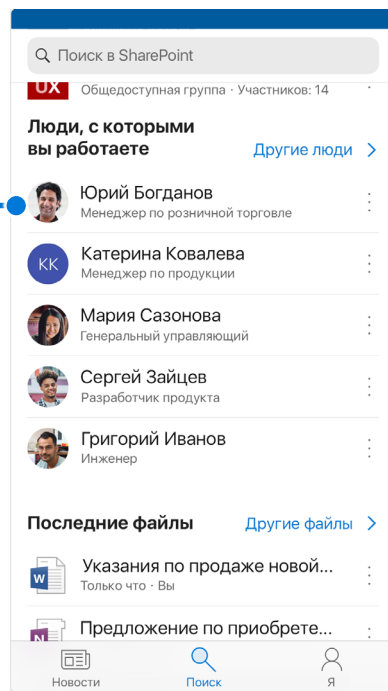 Поиск в SharePoint
UX
Общедоступная группа · Участников: 14
Люди, с которыми
вы работаете
Другие люди
Юрий Богданов
Менеджер по розничной торговле
КК
Катерина Ковалева
Менеджер по продукции
Мария Сазонова
Генеральный управляющий
Сергей Зайцев
Разработчик продукта
Григорий Иванов
Инженер
Последние файлы
Другие файлы
W
Указания по продаже новой...
Только что · Вы
N
Предложение по приобрете...
Новости
Поиск
Я